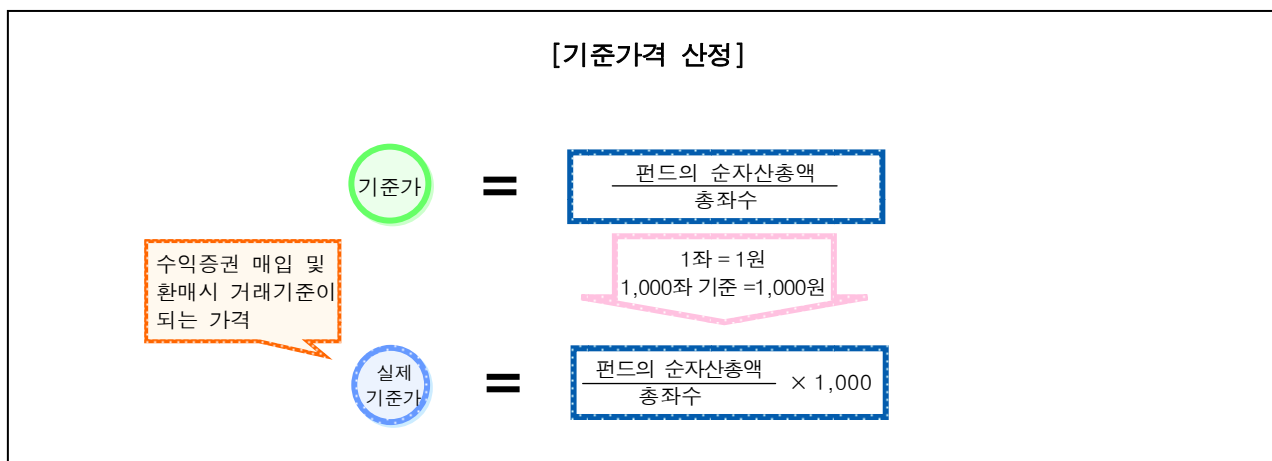 [기준가격 산정]
기준가
=
펀드의 순자산총액
총좌수
1좌 = 1원
1,000좌 기준 =1,000원
수익증권 매입 및
환매시 거래기준이
되는 가격
실제
기준가
=
펀드의 순자산총액
총좌수
× 1,000